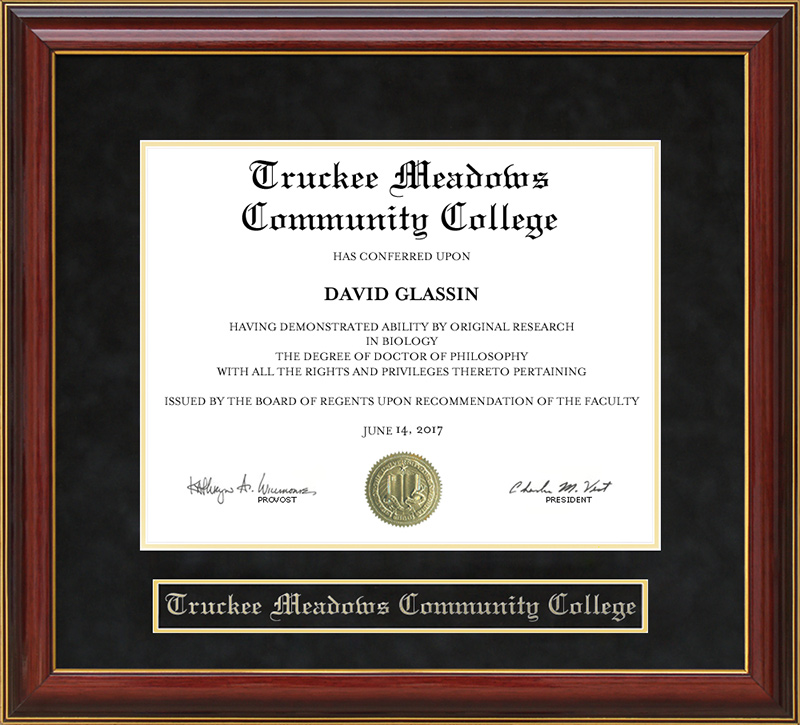 Truckee Meadows
Community College
HAS CONFERRED UPON
DAVID GLASSIN
HAVING DEMONSTRATED ABILITY BY ORIGINAL RESEARCH
IN BIOLOGY
THE DEGREE OF DOCTOR OF PHILOSOPHY
WITH ALL THE RIGHTS AND PRIVILEGES THERETO PERTAINING
ISSUED BY THE BOARD OF REGENTS UPON RECOMMENDATION OF THE FACULTY
JUNE 14, 2017
Charles M. Vest
PROVOST
PRESIDENT
Truckee Meadows Community College